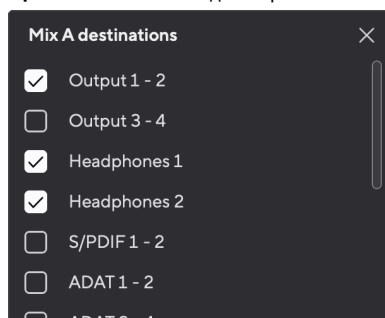 Mix A destinations
Output 1 - 2
Output 3 - 4
Headphones 1
Headphones 2
S/PDIF 1 - 2
ADAT 1 - 2